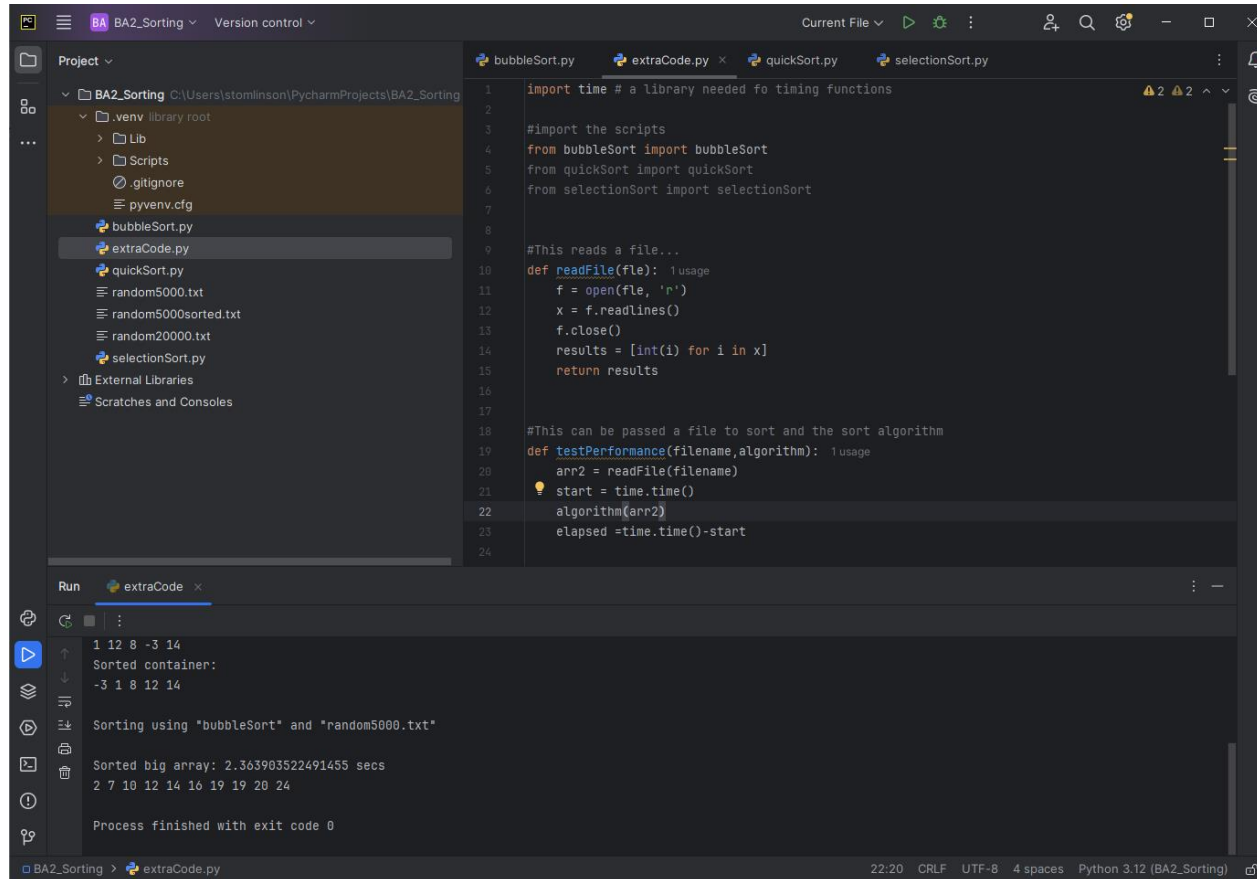 PC BA BA2_Sorting Version control Current File
Project
BA2_Sorting C:\Users\stomlinson\PycharmProjects\BA2_Sorting
.venv library root
Lib
Scripts
.gitignore
pyvenv.cfg
bubbleSort.py
extraCode.py
quickSort.py
random5000.txt
random5000sorted.txt
random20000.txt
selectionSort.py
External Libraries
Scratches and Consoles
bubbleSort.py extraCode.py quickSort.py selectionSort.py
2 2
1 import time # a library needed fo timing functions
2
3 #import the scripts
4 from bubbleSort import bubbleSort
5 from quickSort import quickSort
6 from selectionSort import selectionSort
7
8
9 #This reads a file...
10 def readFile(fle): 1 usage
11 f = open(fle, 'r')
12 x = f.readlines()
13 f.close()
14 results = [int(i) for i in x]
15 return results
16
17
18 #This can be passed a file to sort and the sort algorithm
19 def testPerformance(filename,algorithm): 1 usage
20 arr2 = readFile(filename)
21 start = time.time()
22 algorithm(arr2)
23 elapsed =time.time()-start
24
Run extraCode
1 12 8 -3 14
Sorted container:
-3 1 8 12 14
Sorting using "bubbleSort" and "random5000.txt"
Sorted big array: 2.363903522491455 secs
2 7 10 12 14 16 19 19 20 24
Process finished with exit code 0
BA2_Sorting > extraCode.py 22:20 CRLF UTF-8 4 spaces Python 3.12 (BA2_Sorting)